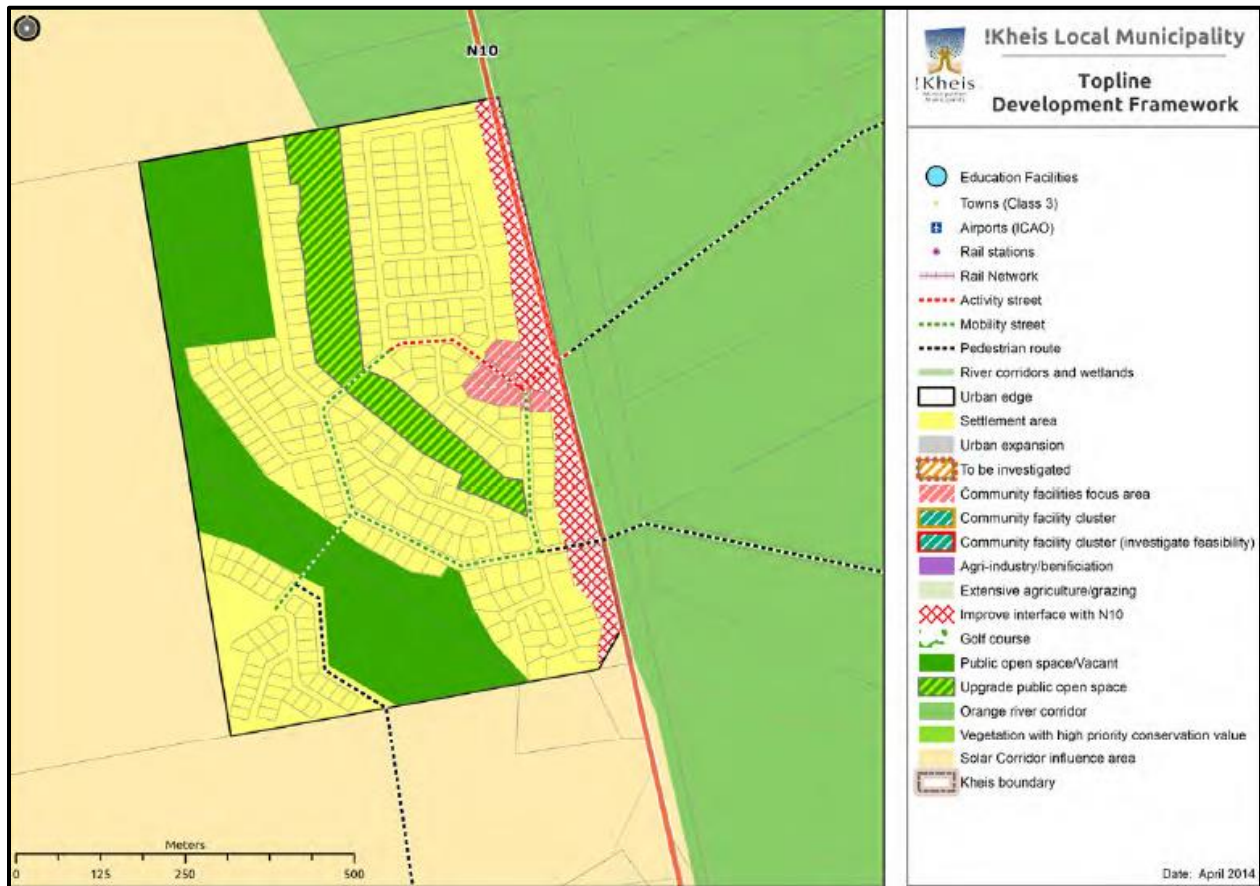 N10
!Kheis Local Municipality
!Kheis
Topline
Development Framework
Education Facilities
Towns (Class 3)
Airports (ICAO)
Rail stations
Rail Network
Activity street
Mobility street
Pedestrian route
River corridors and wetlands
Urban edge
Settlement area
Urban expansion
To be investigated
Community facilities focus area
Community facility cluster
Community facility cluster (investigate feasibility)
Agri-industry/benificiation
Extensive agriculture/grazing
Improve interface with N10
Golf course
Public open space/Vacant
Upgrade public open space
Orange river corridor
Vegetation with high priority conservation value
Solar Corridor influence area
Kheis boundary
Meters
0 125 250 500
Date: April 2014